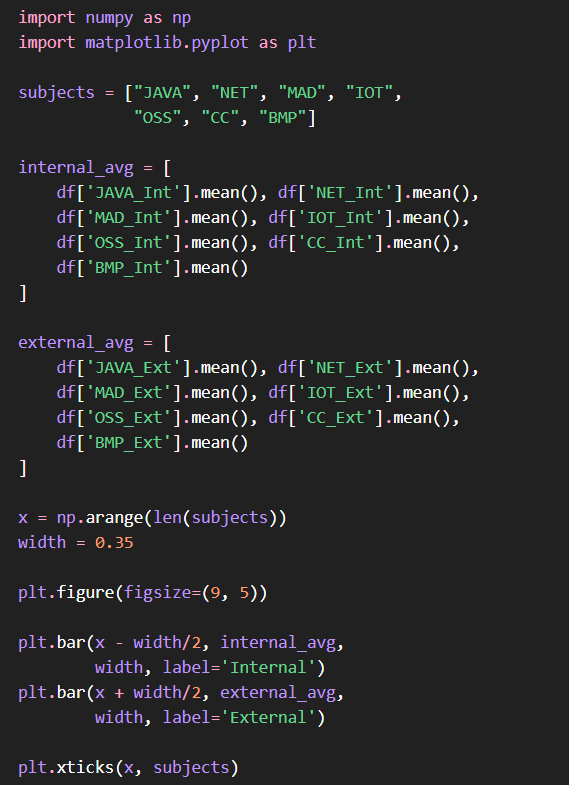 import numpy as np
import matplotlib.pyplot as plt

subjects = ["JAVA", "NET", "MAD", "IOT",
            "OSS", "CC", "BMP"]

internal_avg = [
    df['JAVA_Int'].mean(), df['NET_Int'].mean(),
    df['MAD_Int'].mean(), df['IOT_Int'].mean(),
    df['OSS_Int'].mean(), df['CC_Int'].mean(),
    df['BMP_Int'].mean()
]

external_avg = [
    df['JAVA_Ext'].mean(), df['NET_Ext'].mean(),
    df['MAD_Ext'].mean(), df['IOT_Ext'].mean(),
    df['OSS_Ext'].mean(), df['CC_Ext'].mean(),
    df['BMP_Ext'].mean()
]

x = np.arange(len(subjects))
width = 0.35

plt.figure(figsize=(9, 5))

plt.bar(x - width/2, internal_avg,
        width, label='Internal')
plt.bar(x + width/2, external_avg,
        width, label='External')

plt.xticks(x, subjects)